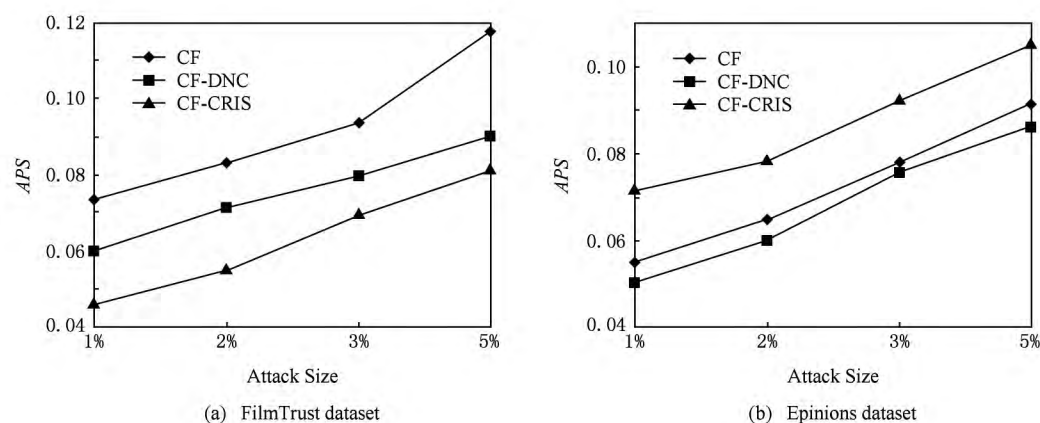 0.12
0.10
0.08
0.06
0.04
APS
CF
CF-DNC
CF-CRIS
1% 2% 3% 5%
Attack Size
(a) FilmTrust dataset
0.10
0.08
0.06
0.04
APS
CF
CF-DNC
CF-CRIS
1% 2% 3% 5%
Attack Size
(b) Epinions dataset